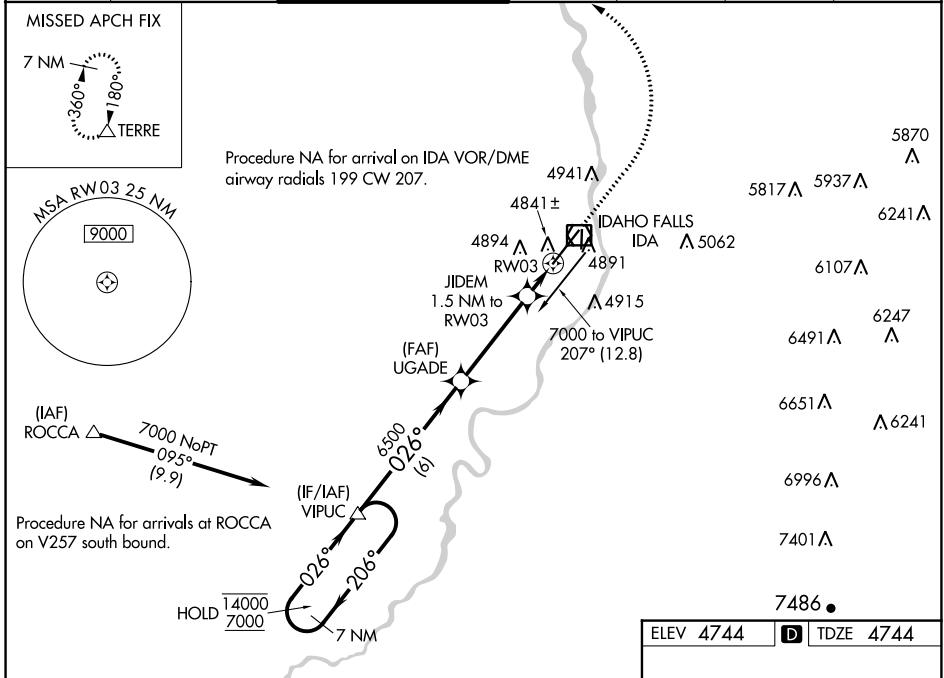 MISSED APCH FIX
7 NM
360°
180°
TERRE
MSA RW03 25 NM
9000
Procedure NA for arrival on IDA VOR/DME
airway radials 199 CW 207.
4941
4841±
4894
IDAHO FALLS
IDA
5062
RW03
4891
JIDEM
1.5 NM to
RW03
4915
7000 to VIPUC
207° (12.8)
(FAF)
UGADE
5870
5817
5937
6241
6107
6247
6491
6651
6241
6996
7401
7486
(IAF)
ROCCA
7000 NoPT
095°
(9.9)
6500
026°
(6)
(IF/IAF)
VIPUC
Procedure NA for arrivals at ROCCA
on V257 south bound.
026°
206°
HOLD
14000
7000
7 NM
ELEV 4744 D TDZE 4744